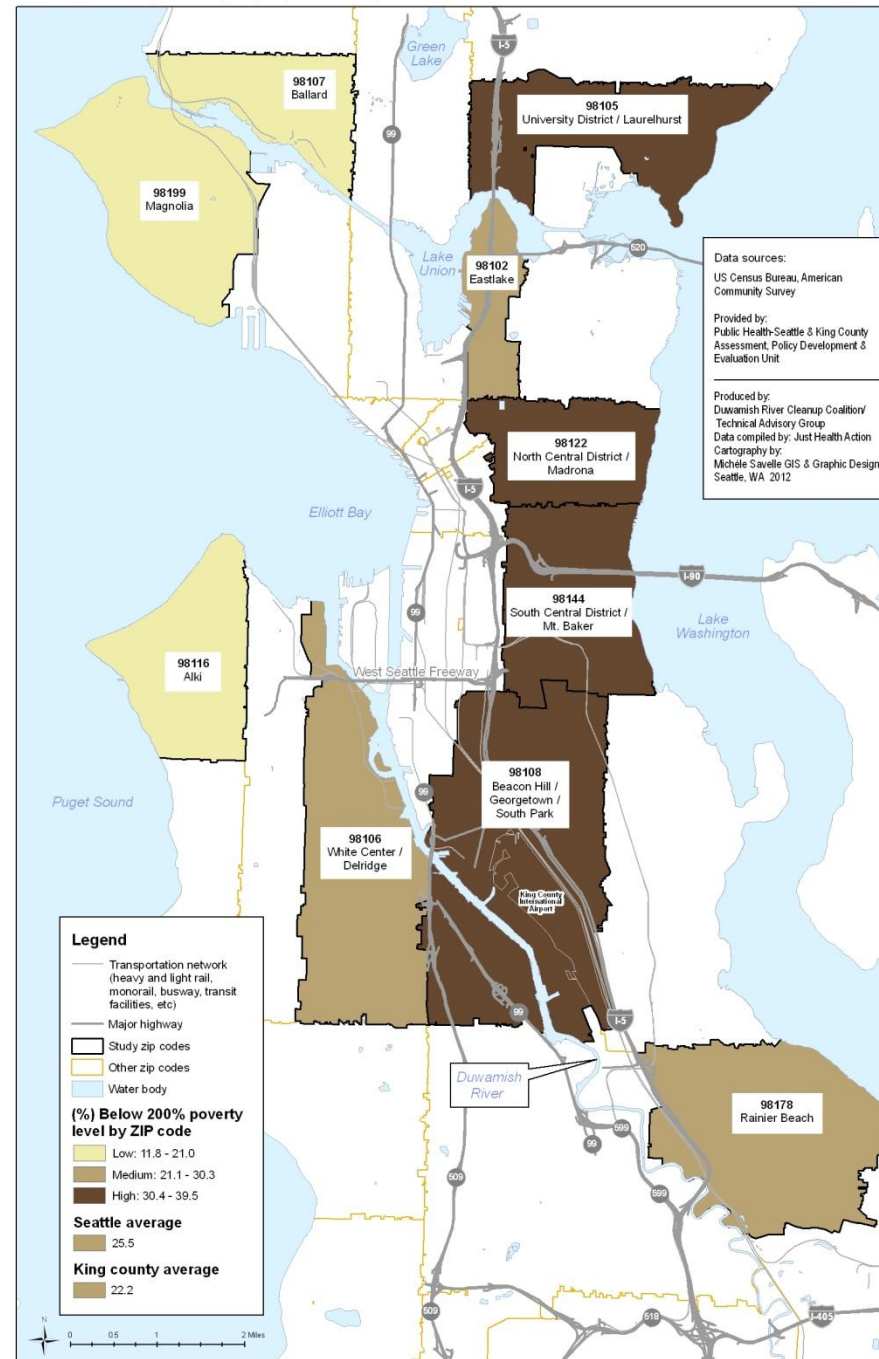 I-5
Green
Lake
98107
Ballard
98105
University District / Laurelhurst
99
98199
Magnolia
Lake
Union
98102
Eastlake
520
Data sources:
US Census Bureau, American
Community Survey
Provided by:
Public Health-Seattle & King County
Assessment, Policy Development &
Evaluation Unit
Produced by:
Duwamish River Cleanup Coalition/
Technical Advisory Group
Data compiled by: Just Health Action
Cartography by:
Michèle Savelle GIS & Graphic Design
Seattle, WA 2012
98122
North Central District /
Madrona
I-5
Elliott Bay
I-90
98144
South Central District /
Mt. Baker
99
Lake
Washington
98116
Alki
West Seattle Freeway
Puget Sound
99
98108
Beacon Hill /
Georgetown /
South Park
98106
White Center /
Delridge
King County
International
Airport
99
I-5
Duwamish
River
98178
Rainier Beach
99
599
509
599
509
518
I-405
Legend
Transportation network
(heavy and light rail,
monorail, busway, transit
facilities, etc)
Major highway
Study zip codes
Other zip codes
Water body
(%) Below 200% poverty
level by ZIP code
Low: 11.8 - 21.0
Medium: 21.1 - 30.3
High: 30.4 - 39.5
Seattle average
25.5
King county average
22.2
N
0 0.5 1 2 Miles